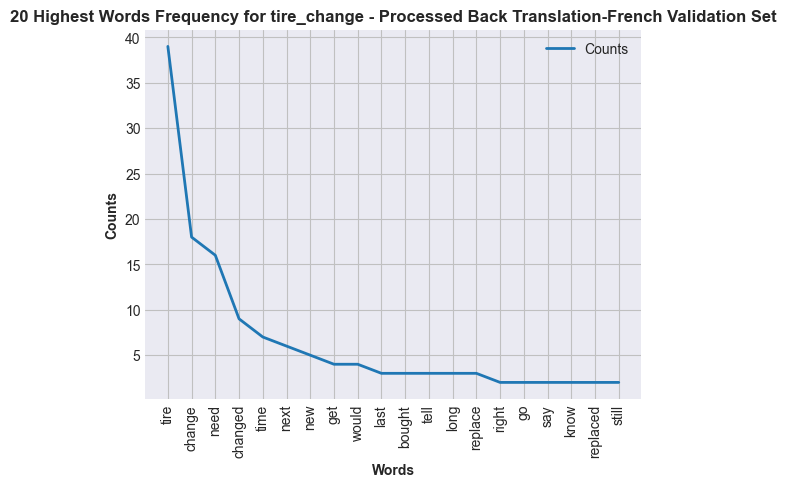 20 Highest Words Frequency for tire_change - Processed Back Translation-French Validation Set
Counts
40
35
30
25
20
15
10
5
Counts
tire
change
need
changed
time
next
new
get
would
last
bought
tell
long
replace
right
go
say
know
replaced
still
Words